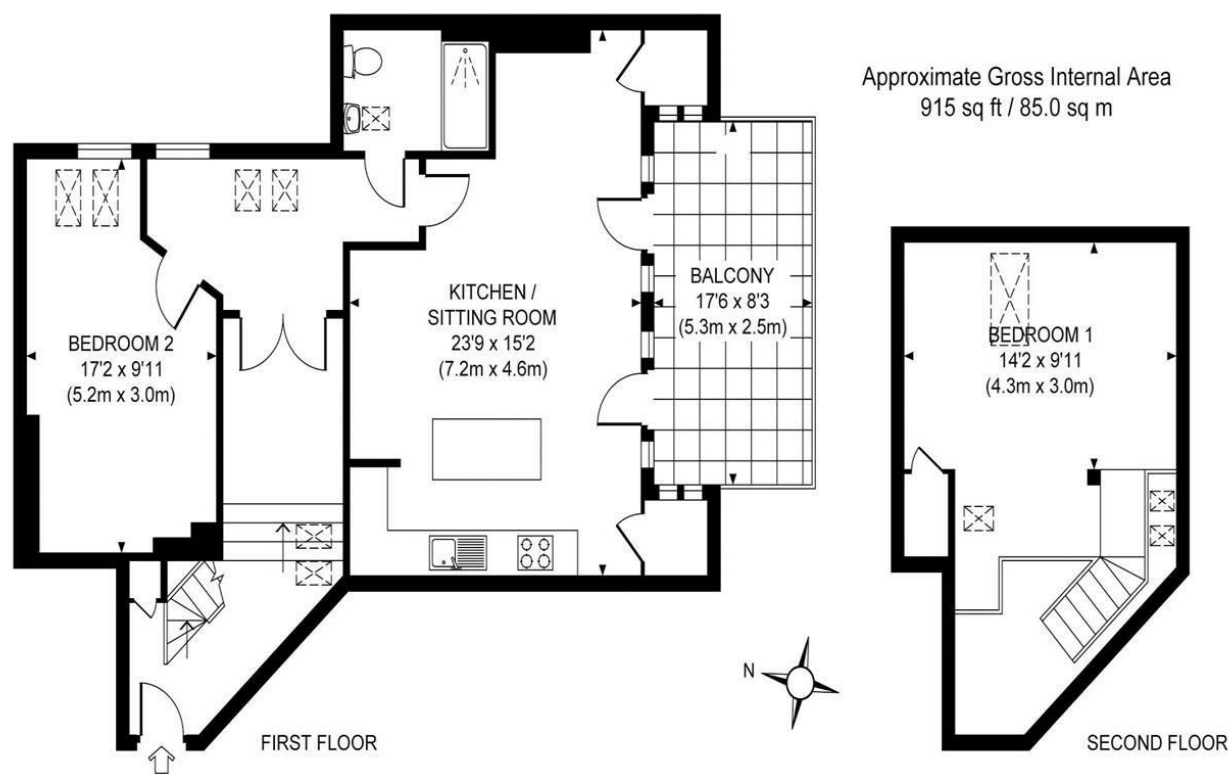 Approximate Gross Internal Area
915 sq ft / 85.0 sq m
BEDROOM 2
17'2 x 9'11
(5.2m x 3.0m)
KITCHEN /
SITTING ROOM
23'9 x 15'2
(7.2m x 4.6m)
BALCONY
17'6 x 8'3
(5.3m x 2.5m)
BEDROOM 1
14'2 x 9'11
(4.3m x 3.0m)
N
FIRST FLOOR
SECOND FLOOR